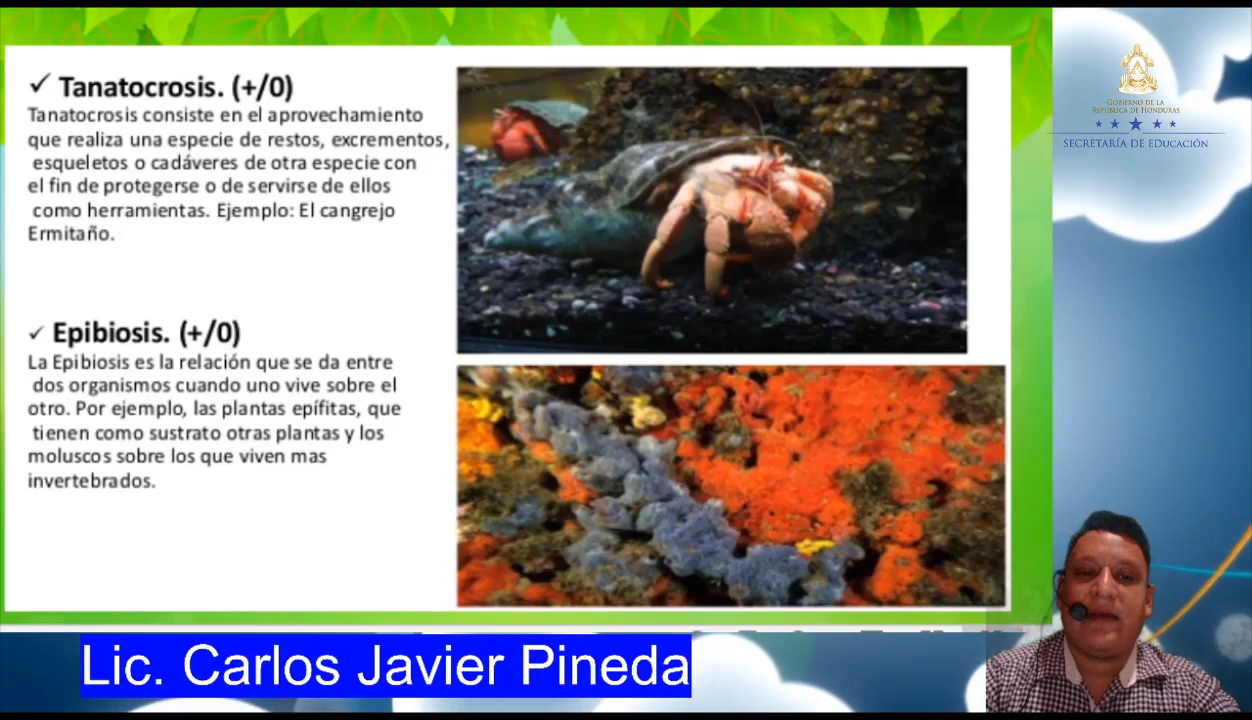 ✓ Tanatocrosis. (+/0)
Tanatocrosis consiste en el aprovechamiento
que realiza una especie de restos, excrementos,
esqueletos o cadáveres de otra especie con
el fin de protegerse o de servirse de ellos
como herramientas. Ejemplo: El cangrejo
Ermitaño.
✓ Epibiosis. (+/0)
La Epibiosis es la relación que se da entre
dos organismos cuando uno vive sobre el
otro. Por ejemplo, las plantas epífitas, que
tienen como sustrato otras plantas y los
moluscos sobre los que viven mas
invertebrados.
GOBIERNO DE LA
REPÚBLICA DE HONDURAS
SECRETARÍA DE EDUCACIÓN
Lic. Carlos Javier Pineda